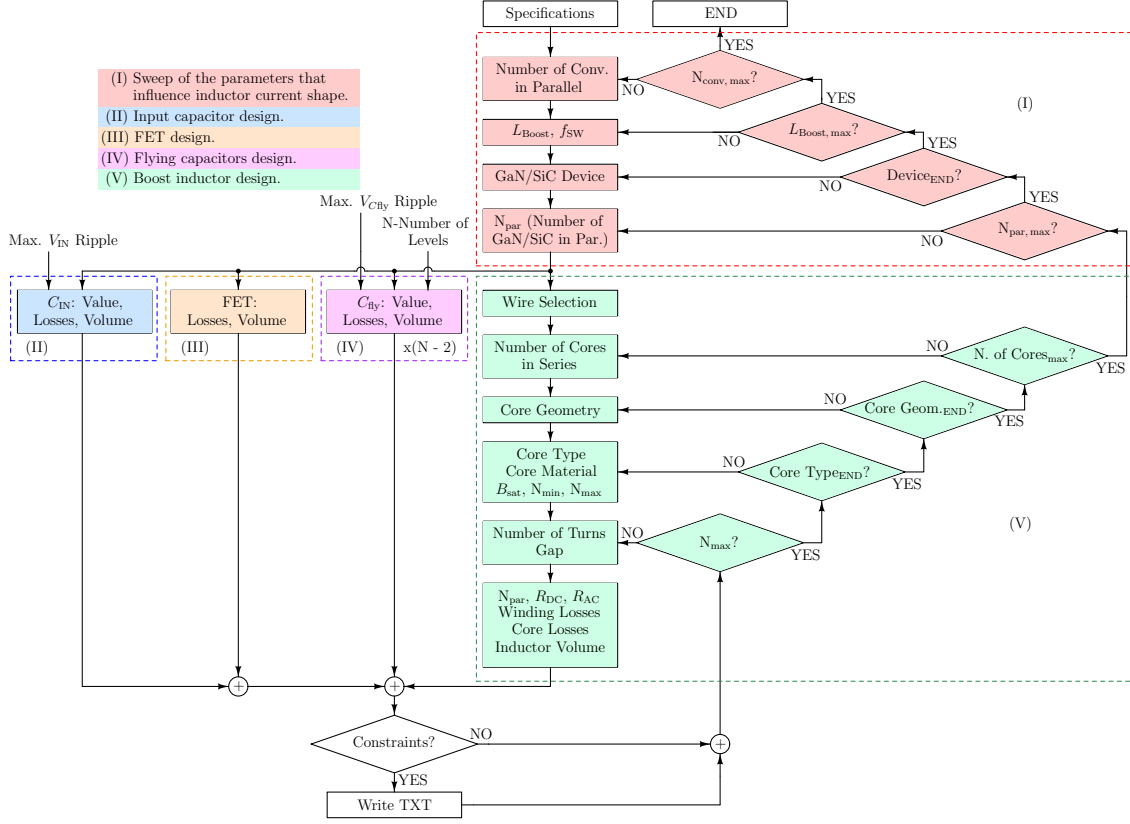 Specifications
END
YES
Number of Conv.
in Parallel
NO
N_conv, max?
(I)
YES
(I) Sweep of the parameters that
influence inductor current shape.
(II) Input capacitor design.
(III) FET design.
(IV) Flying capacitors design.
(V) Boost inductor design.
L_Boost, f_SW
NO
L_Boost, max?
YES
GaN/SiC Device
NO
Device_END?
YES
Max. V_Cfly Ripple
N-Number of
Levels
N_par (Number of
GaN/SiC in Par.)
NO
N_par, max?
Max. V_IN Ripple
C_IN: Value,
Losses, Volume
(II)
FET:
Losses, Volume
(III)
C_fly: Value,
Losses, Volume
(IV)
x(N - 2)
Wire Selection
Number of Cores
in Series
NO
N. of Cores_max?
YES
Core Geometry
NO
Core Geom._END?
YES
Core Type
Core Material
B_sat, N_min, N_max
NO
Core Type_END?
YES
Number of Turns
Gap
NO
N_max?
YES
(V)
N_par, R_DC, R_AC
Winding Losses
Core Losses
Inductor Volume
+
+
Constraints?
NO
+
YES
Write TXT